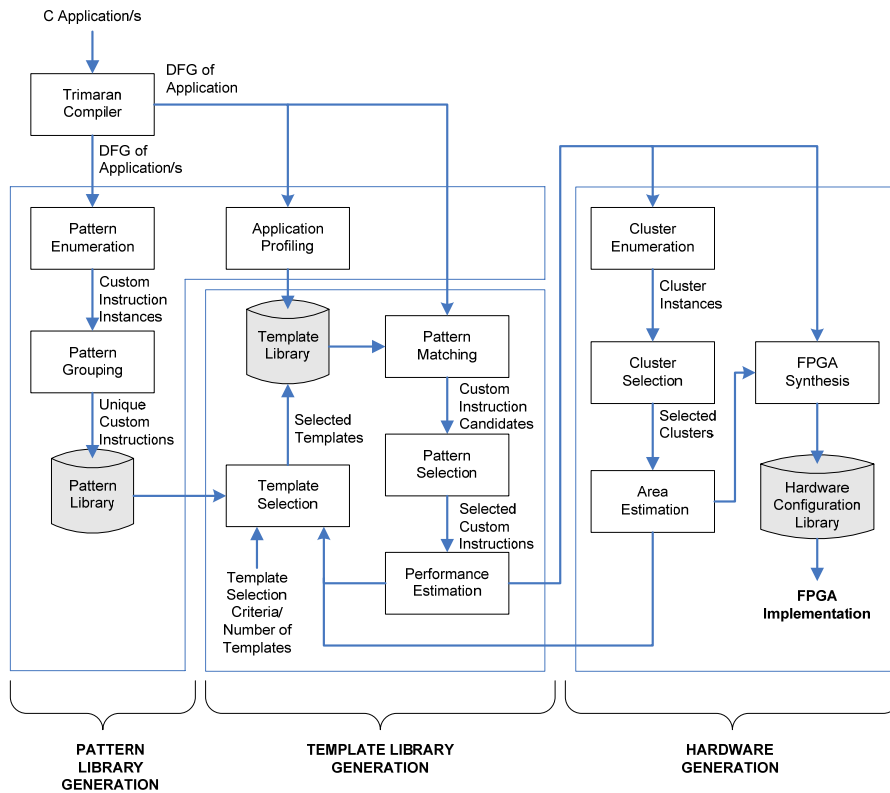 C Application/s
DFG of
Application
Trimaran
Compiler
DFG of
Application/s
Pattern
Enumeration
Application
Profiling
Cluster
Enumeration
Custom
Instruction
Instances
Cluster
Instances
Template
Library
Pattern
Matching
Pattern
Grouping
Cluster
Selection
FPGA
Synthesis
Unique
Custom
Instructions
Selected
Templates
Custom
Instruction
Candidates
Selected
Clusters
Pattern
Library
Template
Selection
Pattern
Selection
Area
Estimation
Hardware
Configuration
Library
Selected
Custom
Instructions
Template
Selection
Criteria/
Number of
Templates
Performance
Estimation
FPGA
Implementation
PATTERN
LIBRARY
GENERATION
TEMPLATE LIBRARY
GENERATION
HARDWARE
GENERATION